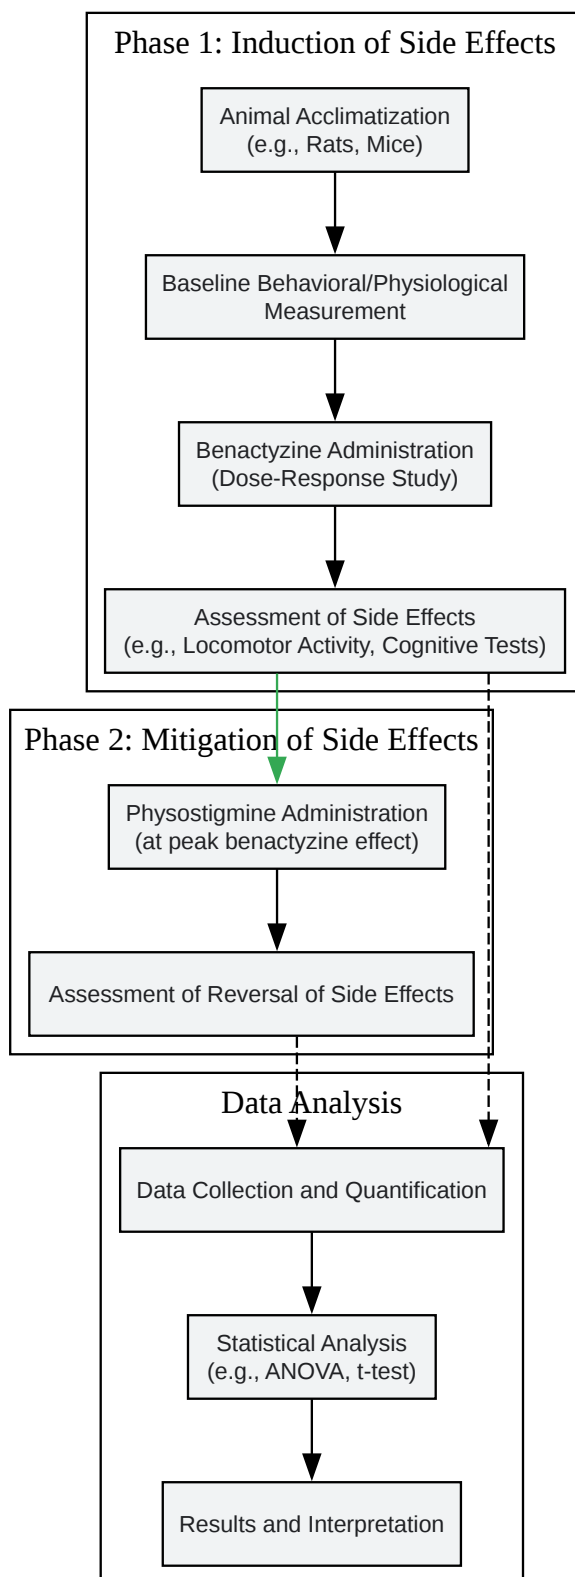 Phase 1: Induction of Side Effects
Animal Acclimatization
(e.g., Rats, Mice)
Baseline Behavioral/Physiological
Measurement
Benactyzine Administration
(Dose-Response Study)
Assessment of Side Effects
(e.g., Locomotor Activity, Cognitive Tests)
Phase 2: Mitigation of Side Effects
Physostigmine Administration
(at peak benactyzine effect)
Assessment of Reversal of Side Effects
Data Analysis
Data Collection and Quantification
Statistical Analysis
(e.g., ANOVA, t-test)
Results and Interpretation